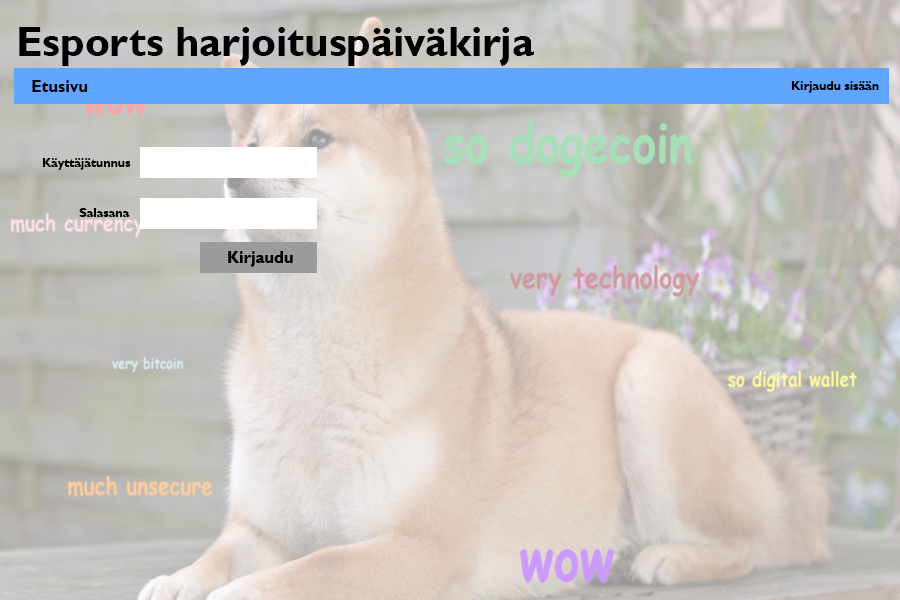 Esports harjoituspäiväkirja
Etusivu
Kirjaudu sisään
wow
so dogecoin
Käyttäjätunnus
Salasana
much currency
Kirjaudu
very technology
very bitcoin
so digital wallet
much unsecure
wow